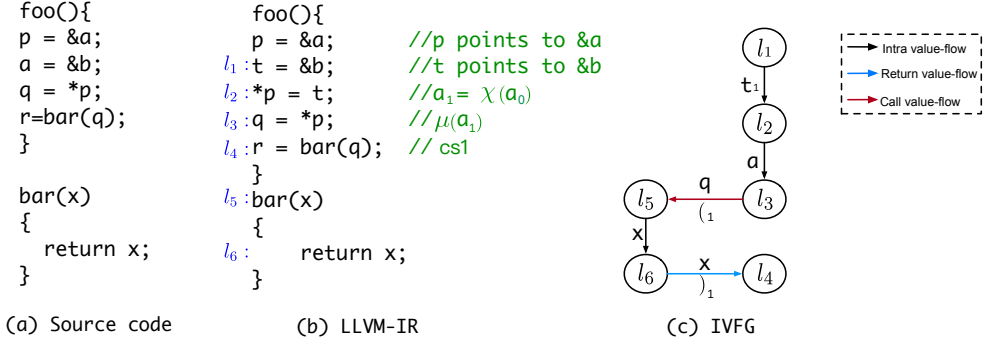 foo(){
p = &a;
a = &b;
q = *p;
r=bar(q);
}
bar(x)
{
return x;
}
(a) Source code
foo(){
p = &a; //p points to &a
l1 : t = &b; //t points to &b
l2 : *p = t; //a1 = χ(a0)
l3 : q = *p; //μ(a1)
l4 : r = bar(q); // cs1
}
l5 : bar(x)
{
l6 : return x;
}
(b) LLVM-IR
l1
t1
l2
a
l5 q l3
(1
x
l6 x l4
)1
(c) IVFG
Intra value-flow
Return value-flow
Call value-flow